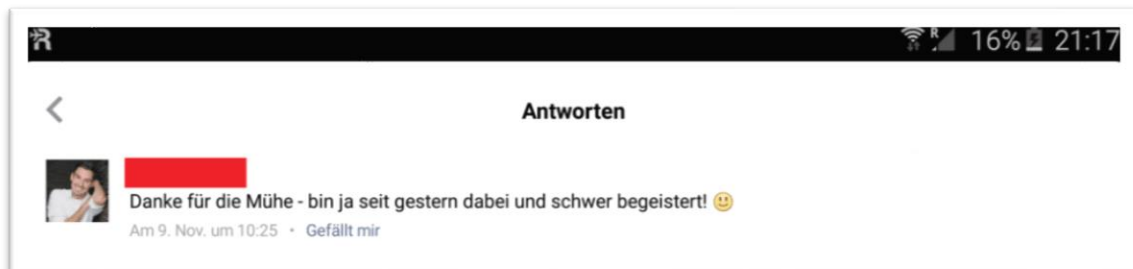 R 16% 21:17
Antworten
Danke für die Mühe - bin ja seit gestern dabei und schwer begeistert!
Am 9. Nov. um 10:25 • Gefällt mir